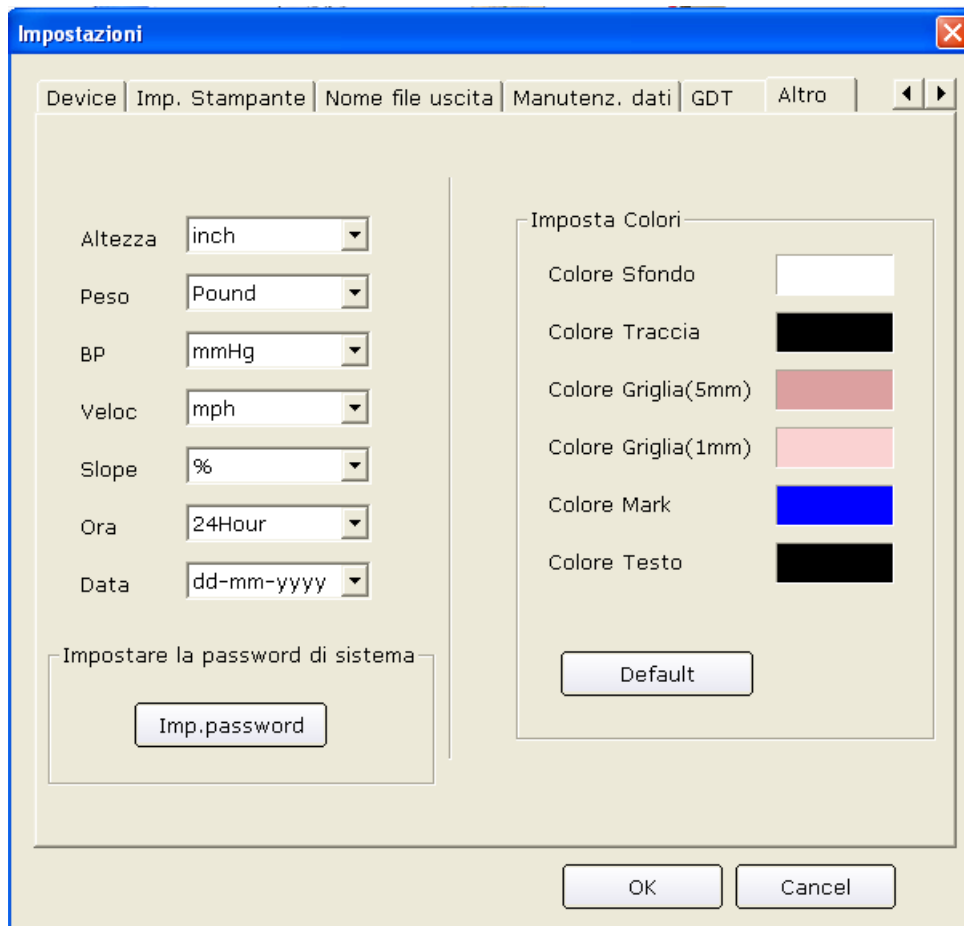 Impostazioni
Device Imp. Stampante Nome file uscita Manutenz. dati GDT Altro
Altezza inch
Peso Pound
BP mmHg
Veloc mph
Slope %
Ora 24Hour
Data dd-mm-yyyy
Impostare la password di sistema
Imp.password
Imposta Colori
Colore Sfondo
Colore Traccia
Colore Griglia(5mm)
Colore Griglia(1mm)
Colore Mark
Colore Testo
Default
OK Cancel